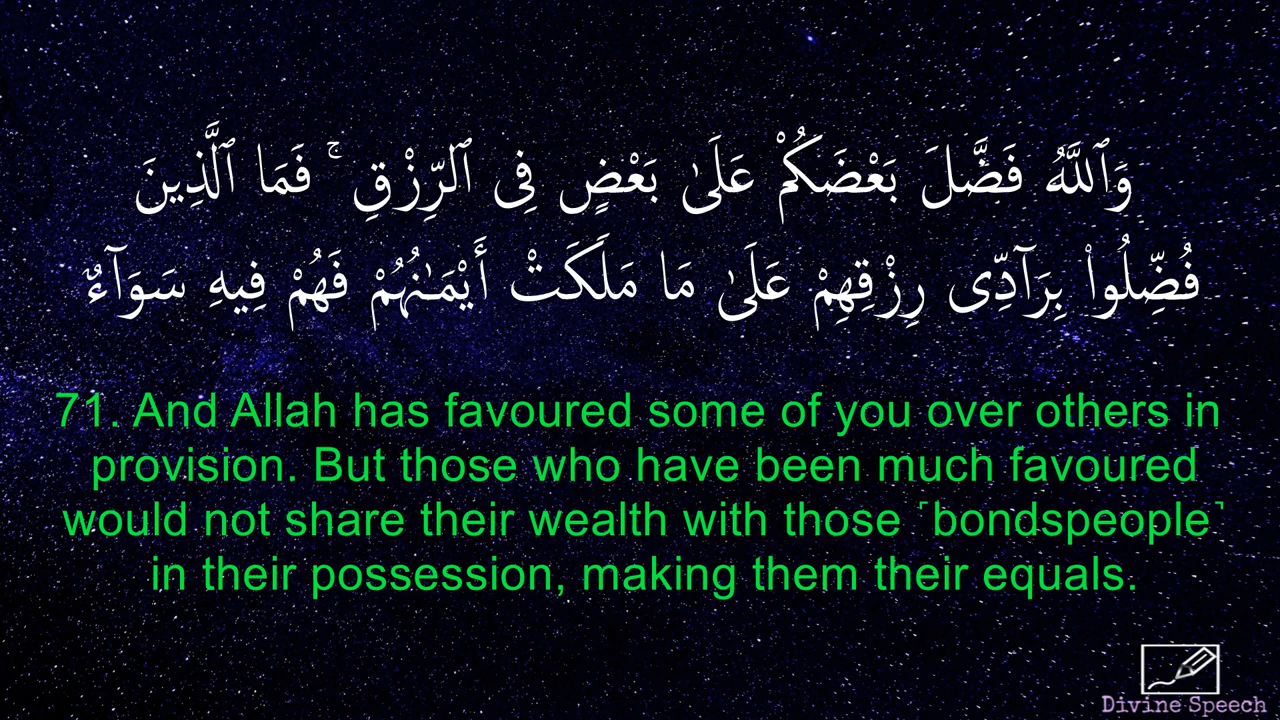 وَٱللَّهُ فَضَّلَ بَعْضَكُمْ عَلَىٰ بَعْضٍ فِى ٱلرِّزْقِ ۚ فَمَا ٱلَّذِينَ
فُضِّلُوا۟ بِرَآدِّى رِزْقِهِمْ عَلَىٰ مَا مَلَكَتْ أَيْمَـٰنُهُمْ فَهُمْ فِيهِ سَوَآءٌ
71. And Allah has favoured some of you over others in
provision. But those who have been much favoured
would not share their wealth with those ˹bondspeople˺
in their possession, making them their equals.
Divine Speech